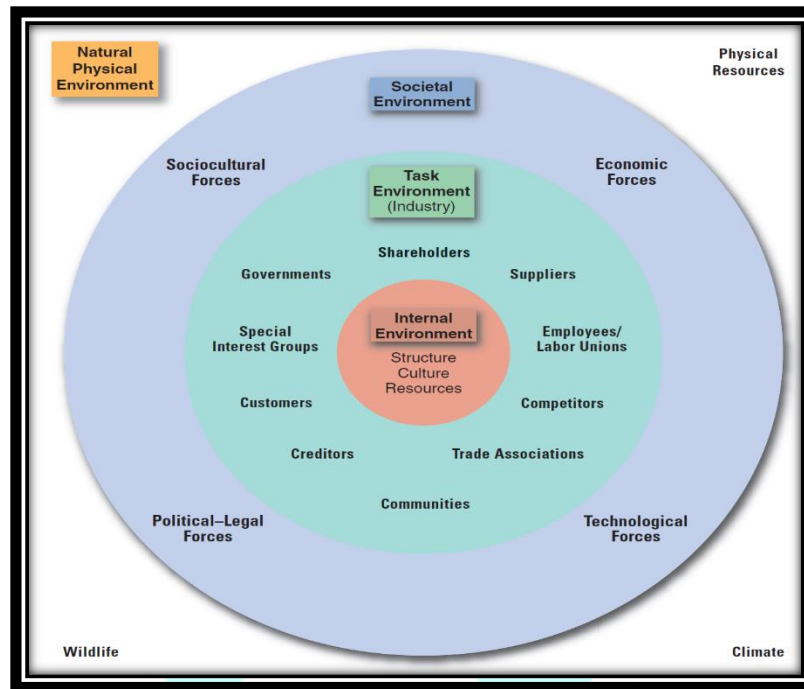 Natural
Physical
Environment
Physical
Resources
Societal
Environment
Sociocultural
Forces
Economic
Forces
Task
Environment
(Industry)
Shareholders
Governments
Suppliers
Internal
Environment
Structure
Culture
Resources
Special
Interest Groups
Employees/
Labor Unions
Customers
Competitors
Creditors
Trade Associations
Communities
Political–Legal
Forces
Technological
Forces
Wildlife
Climate